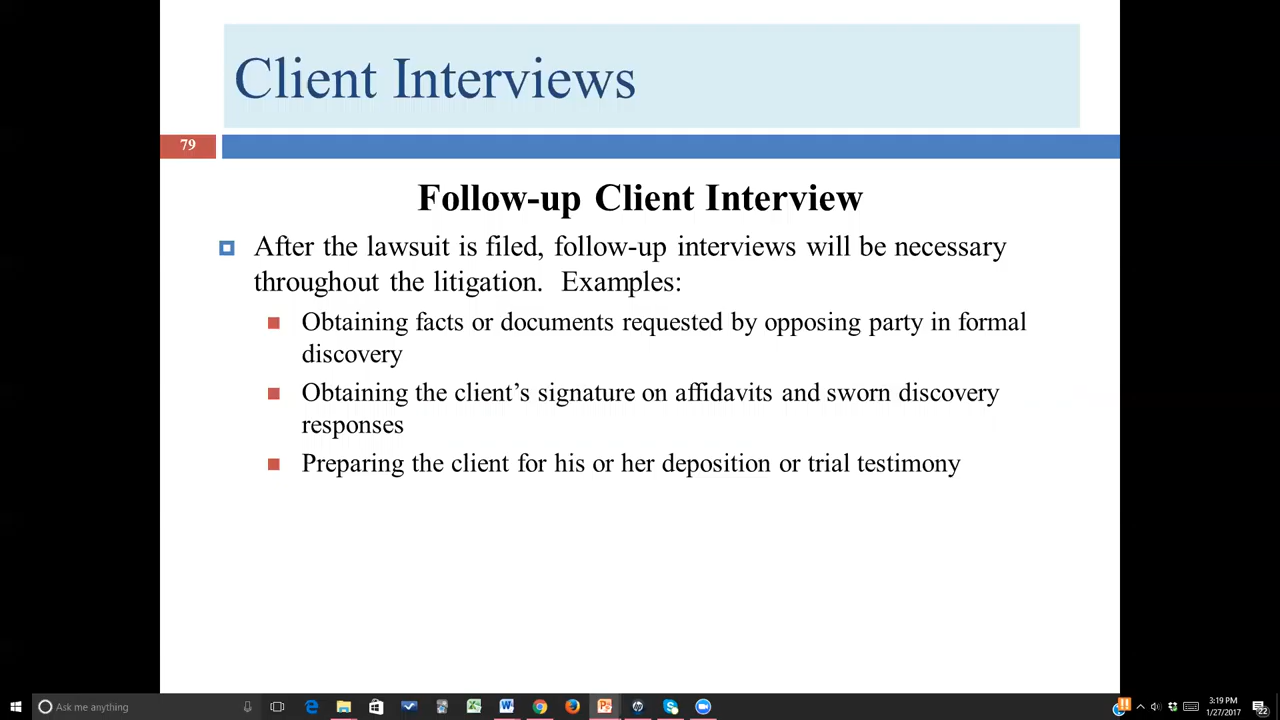 Client Interviews
79
Follow-up Client Interview
After the lawsuit is filed, follow-up interviews will be necessary
throughout the litigation.  Examples:
Obtaining facts or documents requested by opposing party in formal
discovery
Obtaining the client’s signature on affidavits and sworn discovery
responses
Preparing the client for his or her deposition or trial testimony
Ask me anything
3:19 PM
1/27/2017
22